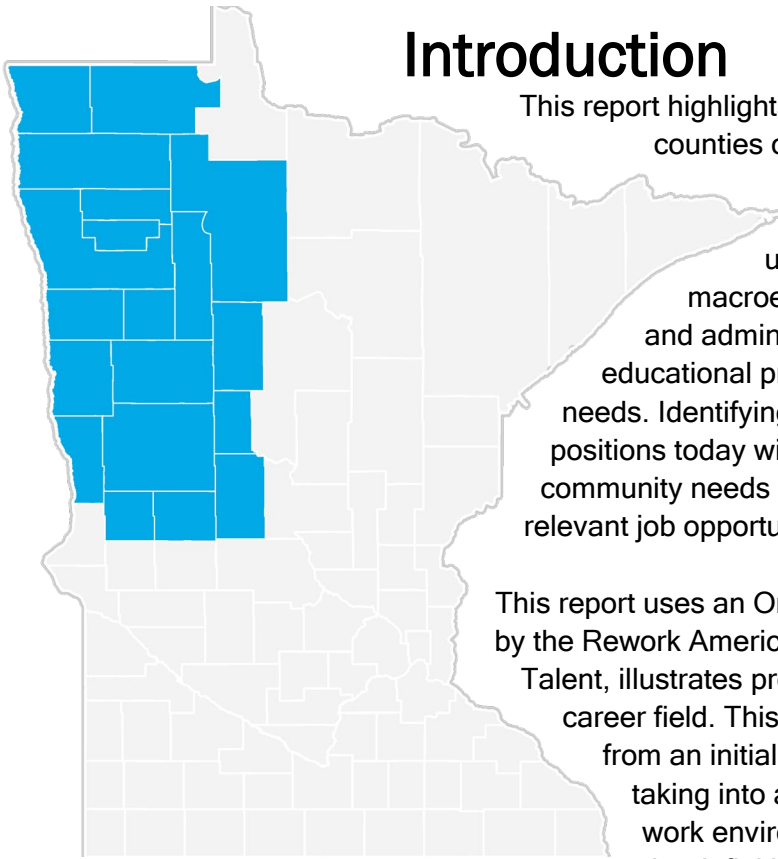 Introduction
This report highlight
counties
macroe
and admin
educational pr
needs. Identifying
positions today wi
community needs
relevant job opportu
This report uses an Or
by the Rework Americ
Talent, illustrates pr
career field. This
from an initial
taking into a
work enviro